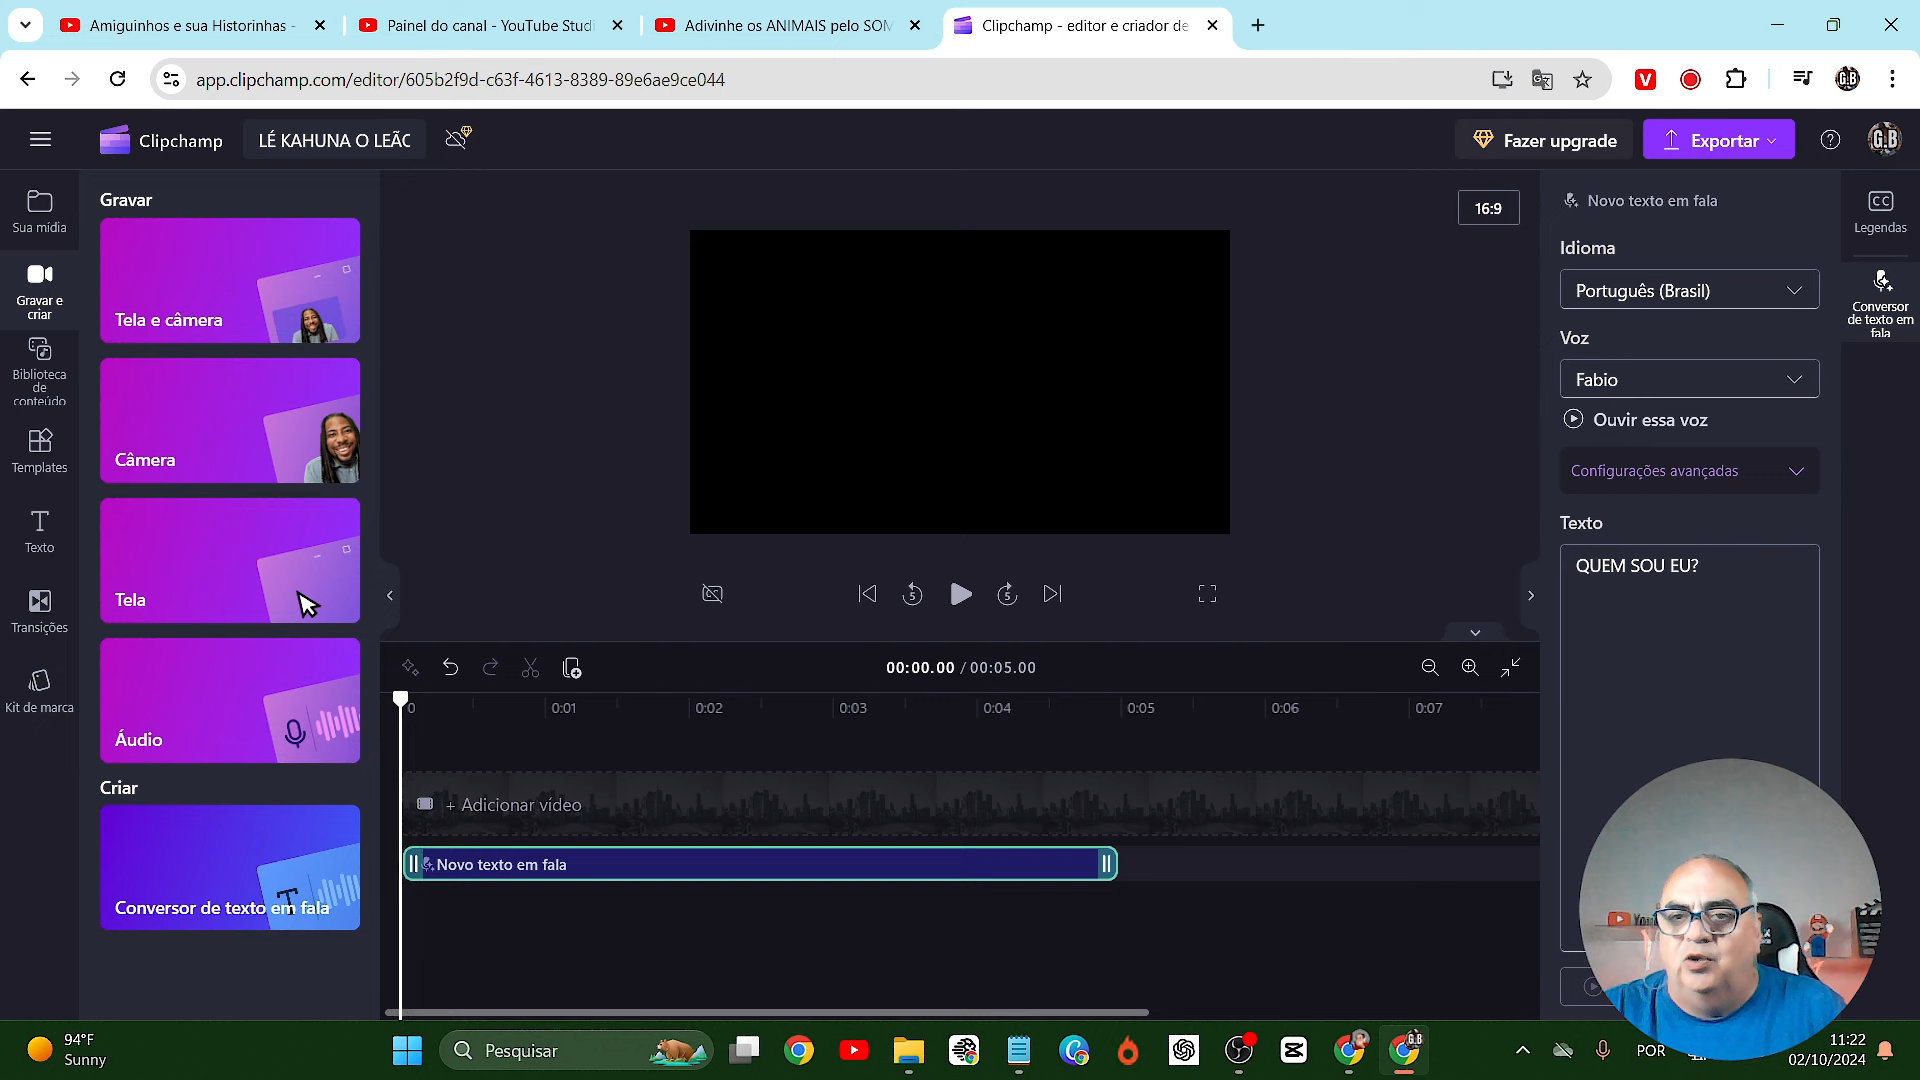 Amiguinhos e sua Historinhas -
Painel do canal - YouTube Studi
Adivinhe os ANIMAIS pelo SOM
Clipchamp - editor e criador de
app.clipchamp.com/editor/605b2f9d-c63f-4613-8389-89e6ae9ce044
Clipchamp
LÉ KAHUNA O LEÃO
Fazer upgrade
Exportar
G.B
Sua mídia
Gravar e criar
Biblioteca de conteúdo
Templates
Texto
Transições
Kit de marca
Gravar
Tela e câmera
Câmera
Tela
Áudio
Criar
Conversor de texto em fala
16:9
5
5
00:00.00 / 00:05.00
0
0:01
0:02
0:03
0:04
0:05
0:06
0:07
+ Adicionar vídeo
Novo texto em fala
Novo texto em fala
Idioma
Português (Brasil)
Voz
Fabio
Ouvir essa voz
Configurações avançadas
Texto
QUEM SOU EU?
CC
Legendas
Conversor de texto em fala
94°F
Sunny
Pesquisar
POR
11:22
02/10/2024